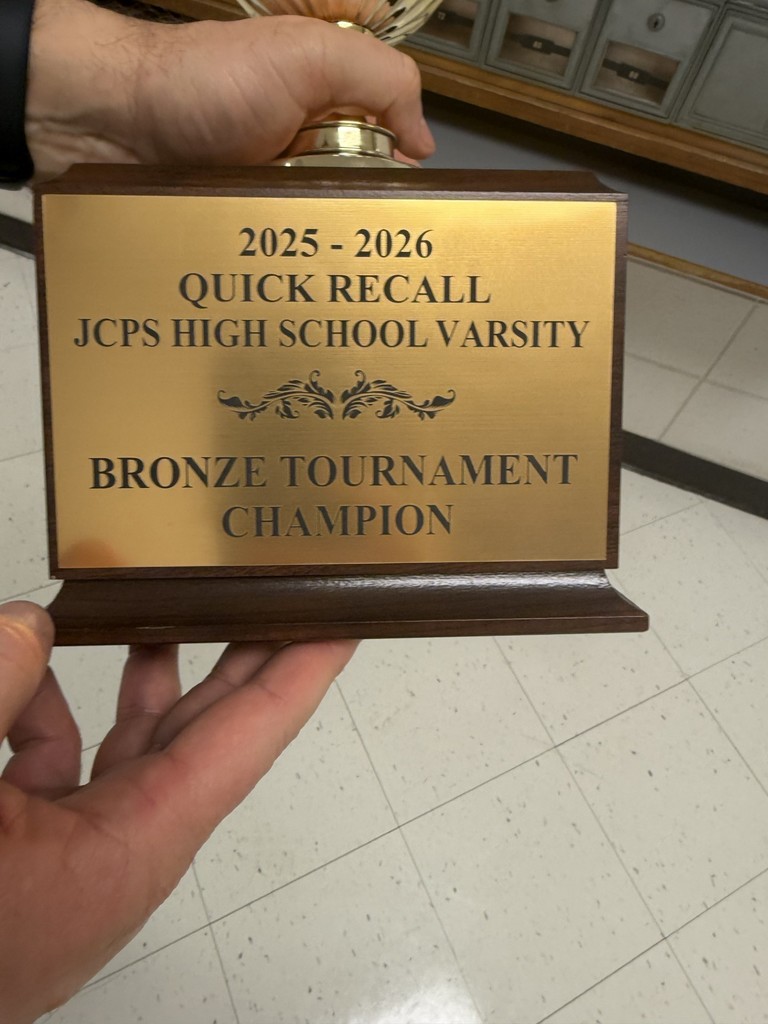 2025 - 2026
QUICK RECALL
JCPS HIGH SCHOOL VARSITY
BRONZE TOURNAMENT
CHAMPION